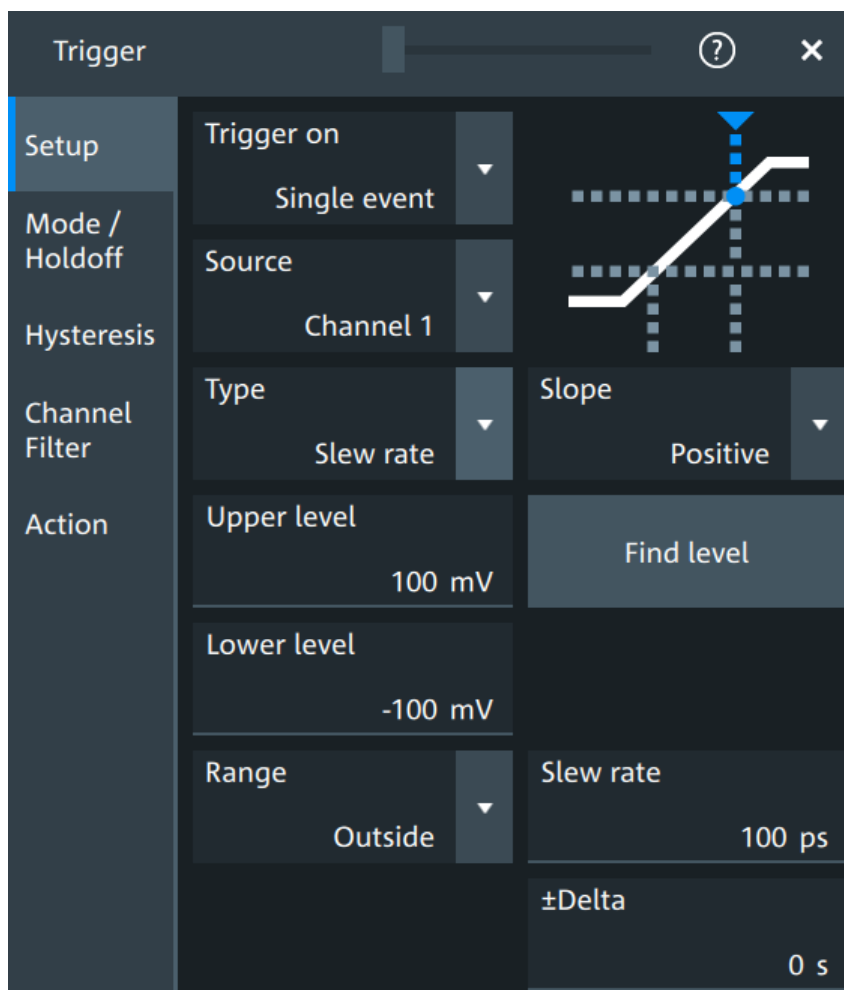 Trigger
?
Setup
Mode /
Holdoff
Hysteresis
Channel
Filter
Action
Trigger on
Single event
Source
Channel 1
Type
Slew rate
Slope
Positive
Upper level
100 mV
Find level
Lower level
-100 mV
Range
Outside
Slew rate
100 ps
±Delta
0 s